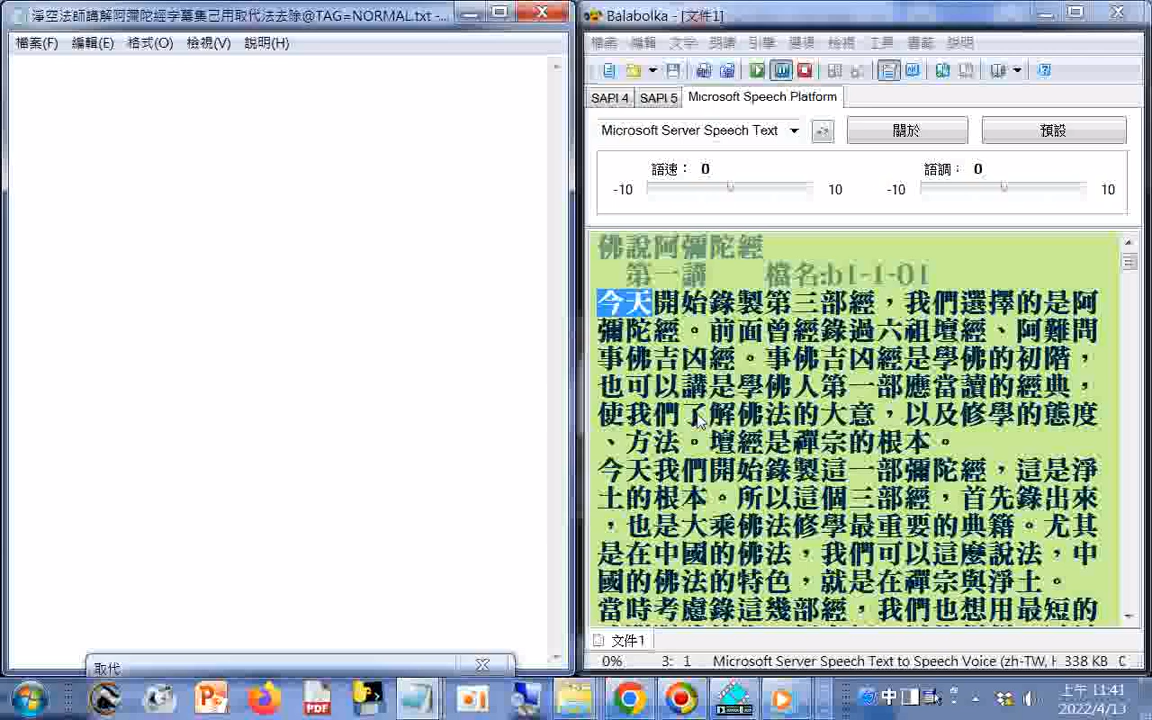 淨空法師講解阿彌陀經字幕集己用取代法去除@TAG=NORMAL.txt -...
檔案(F) 編輯(E) 格式(O) 檢視(V) 說明(H)
取代
Balabolka - [文件1]
檔案 編輯 文字 朗讀 引擎 選項 檢視 工具 書籤 說明
SAPI 4 SAPI 5 Microsoft Speech Platform
Microsoft Server Speech Text 關於 預設
語速： 0 語調： 0
-10 10 -10 10
佛說阿彌陀經
第一講 檔名:b1-1-01
今天開始錄製第三部經，我們選擇的是阿
彌陀經。前面曾經錄過六祖壇經、阿難問
事佛吉凶經。事佛吉凶經是學佛的初階，
也可以講是學佛人第一部應當讀的經典，
使我們了解佛法的大意，以及修學的態度
、方法。壇經是禪宗的根本。
今天我們開始錄製這一部彌陀經，這是淨
土的根本。所以這個三部經，首先錄出來
，也是大乘佛法修學最重要的典籍。尤其
是在中國的佛法，我們可以這麼說法，中
國的佛法的特色，就是在禪宗與淨土。
當時考慮錄這幾部經，我們也想用最短的
文件1
0% 3: 1 Microsoft Server Speech Text to Speech Voice (zh-TW, H 338 KB C
中
上午 11:41
2022/4/13